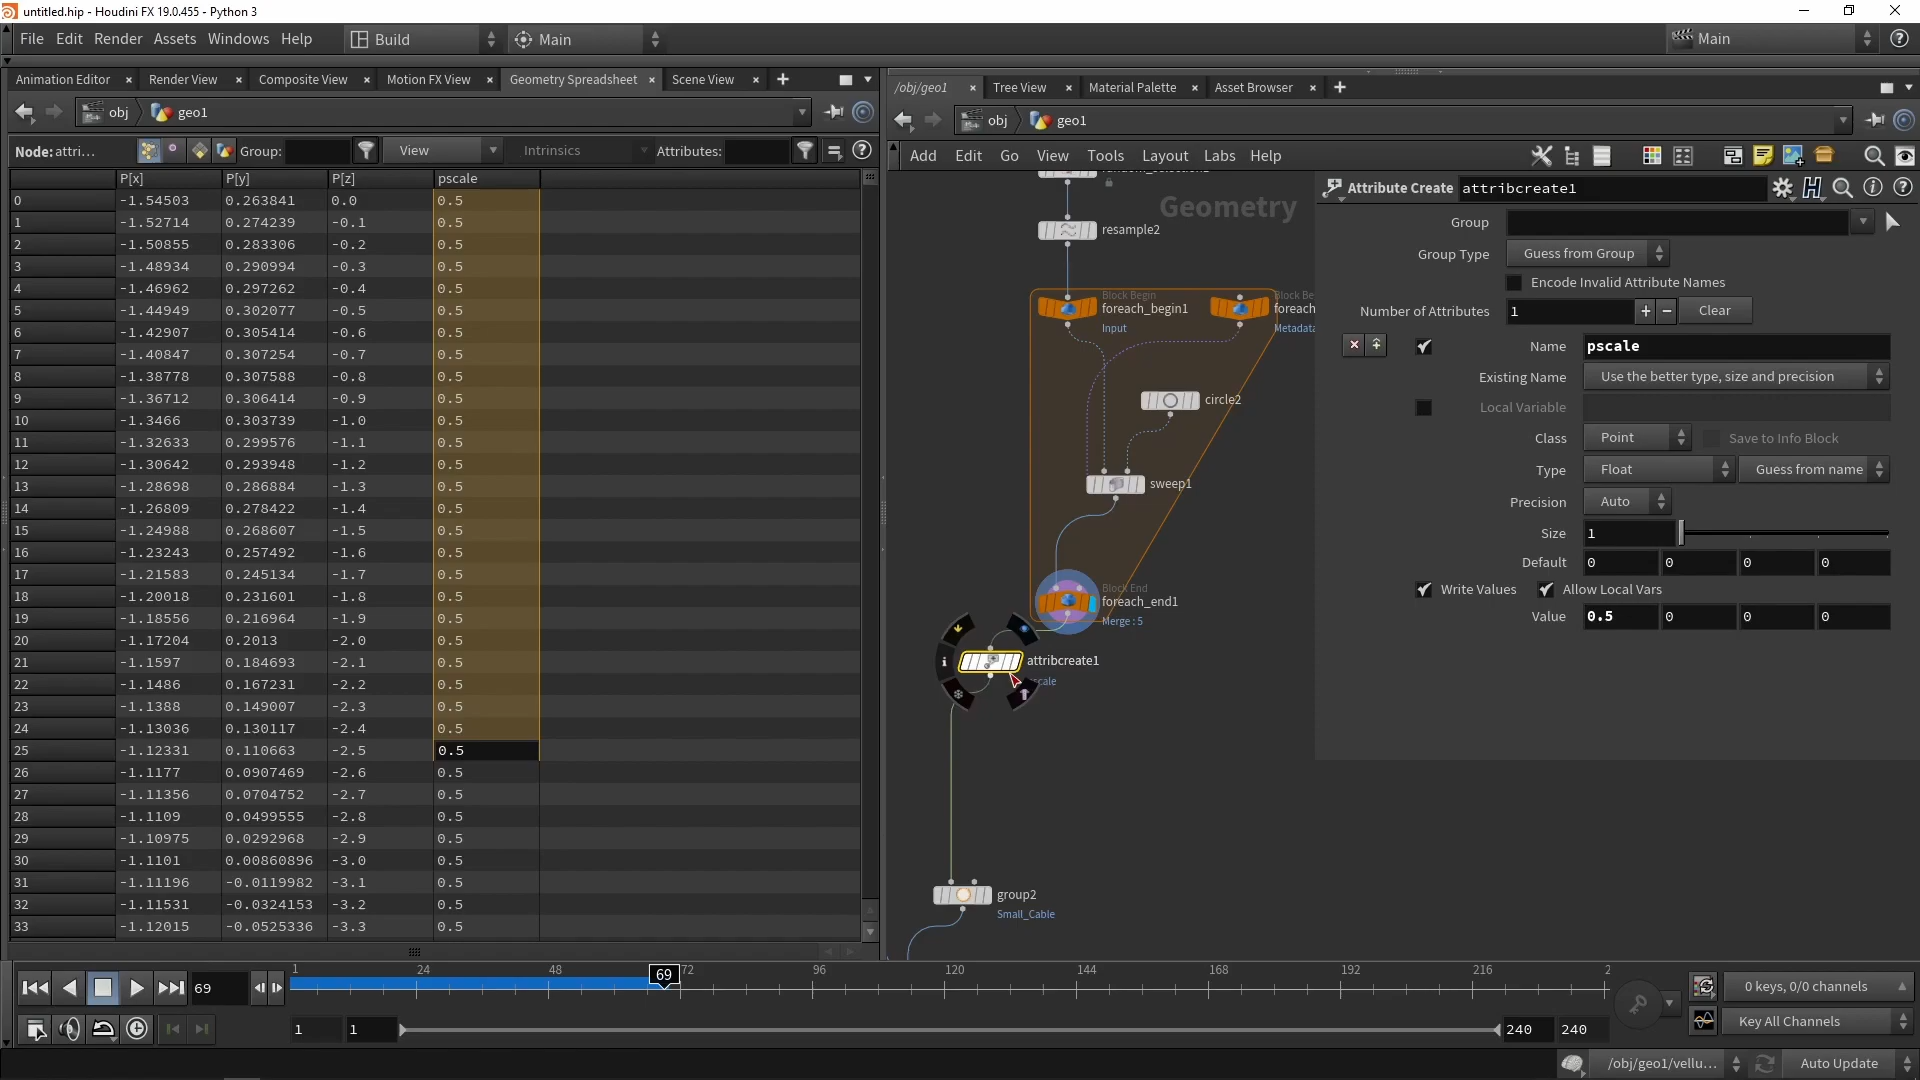 untitled.hip - Houdini FX 19.0.455 - Python 3
File Edit Render Assets Windows Help Build Main Main
Animation Editor Render View Composite View Motion FX View Geometry Spreadsheet Scene View
obj geo1
Node: attri... Group: View Intrinsics Attributes:
P[x] P[y] P[z] pscale
0 -1.54503 0.263841 0.0 0.5
1 -1.52714 0.274239 -0.1 0.5
2 -1.50855 0.283306 -0.2 0.5
3 -1.48934 0.290994 -0.3 0.5
4 -1.46962 0.297262 -0.4 0.5
5 -1.44949 0.302077 -0.5 0.5
6 -1.42907 0.305414 -0.6 0.5
7 -1.40847 0.307254 -0.7 0.5
8 -1.38778 0.307588 -0.8 0.5
9 -1.36712 0.306414 -0.9 0.5
10 -1.3466 0.303739 -1.0 0.5
11 -1.32633 0.299576 -1.1 0.5
12 -1.30642 0.293948 -1.2 0.5
13 -1.28698 0.286884 -1.3 0.5
14 -1.26809 0.278422 -1.4 0.5
15 -1.24988 0.268607 -1.5 0.5
16 -1.23243 0.257492 -1.6 0.5
17 -1.21583 0.245134 -1.7 0.5
18 -1.20018 0.231601 -1.8 0.5
19 -1.18556 0.216964 -1.9 0.5
20 -1.17204 0.2013 -2.0 0.5
21 -1.1597 0.184693 -2.1 0.5
22 -1.1486 0.167231 -2.2 0.5
23 -1.1388 0.149007 -2.3 0.5
24 -1.13036 0.130117 -2.4 0.5
25 -1.12331 0.110663 -2.5 0.5
26 -1.1177 0.0907469 -2.6 0.5
27 -1.11356 0.0704752 -2.7 0.5
28 -1.1109 0.0499555 -2.8 0.5
29 -1.10975 0.0292968 -2.9 0.5
30 -1.1101 0.00860896 -3.0 0.5
31 -1.11196 -0.0119982 -3.1 0.5
32 -1.11531 -0.0324153 -3.2 0.5
33 -1.12015 -0.0525336 -3.3 0.5
/obj/geo1 Tree View Material Palette Asset Browser
obj geo1
Add Edit Go View Tools Layout Labs Help
Geometry
resample2
Block Begin
foreach_begin1
Input
Block Be
foreach
Metadata
circle2
sweep1
Block End
foreach_end1
Merge : 5
attribcreate1
group2
Small_Cable
Attribute Create attribcreate1
Group
Group Type Guess from Group
Encode Invalid Attribute Names
Number of Attributes 1 + - Clear
Name pscale
Existing Name Use the better type, size and precision
Local Variable
Class Point Save to Info Block
Type Float Guess from name
Precision Auto
Size 1
Default 0 0 0 0
Write Values Allow Local Vars
Value 0.5 0 0 0
69
1 24 48 69 72 96 120 144 168 192 216 2
0 keys, 0/0 channels
1 1 240 240
Key All Channels
/obj/geo1/vellu... Auto Update